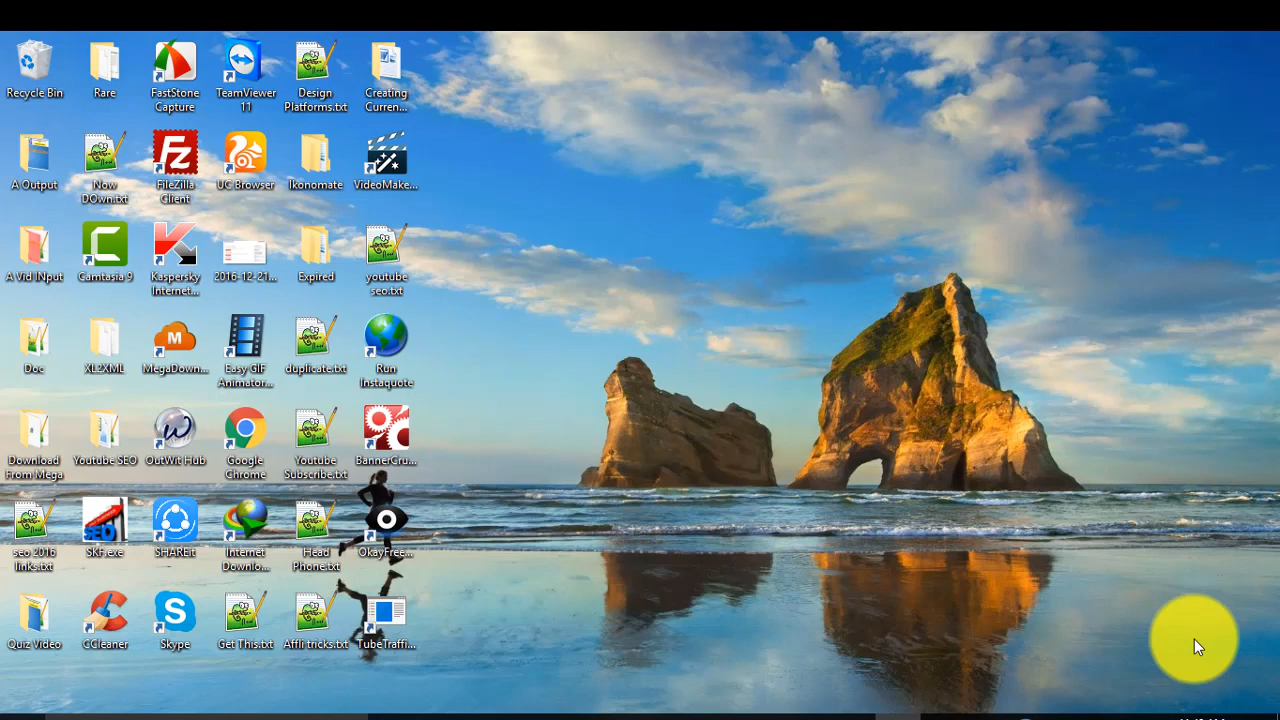 Recycle Bin
Rare
FastStone
Capture
TeamViewer
11
Design
Platforms.txt
Creating
Curren...
A Output
Now
DOwn.txt
FileZilla
Client
UC Browser
Ikonomate
VideoMake...
A Vid INput
Camtasia 9
Kaspersky
Internet...
2016-12-21...
Expired
youtube
seo.txt
Doc
XL2XML
MegaDown...
Easy GIF
Animator...
duplicate.txt
Run
Instaquote
Download
From Mega
Youtube SEO
OutWit Hub
Google
Chrome
Youtube
Subscribe.txt
BannerCru...
seo 2016
links.txt
SKF.exe
SHAREit
Internet
Downlo...
Head
Phone.txt
OkayFree...
Quiz Video
CCleaner
Skype
Get This.txt
Affli tricks.txt
TubeTraffi...